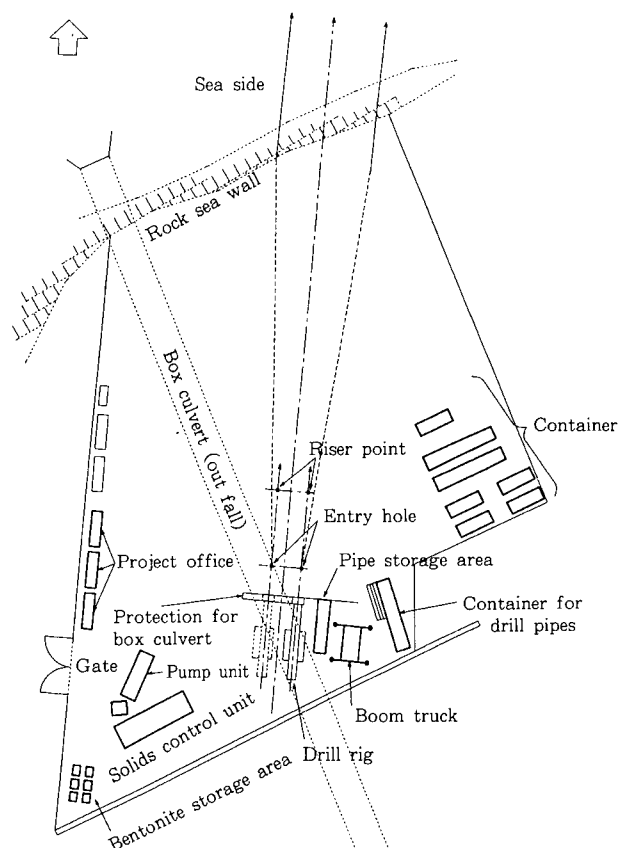 Sea side
Rock sea wall
Box culvert (out fall)
Container
Riser point
Entry hole
Pipe storage area
Project office
Container for
drill pipes
Protection for
box culvert
Gate
Pump unit
Boom truck
Solids control unit
Drill rig
Bentonite storage area